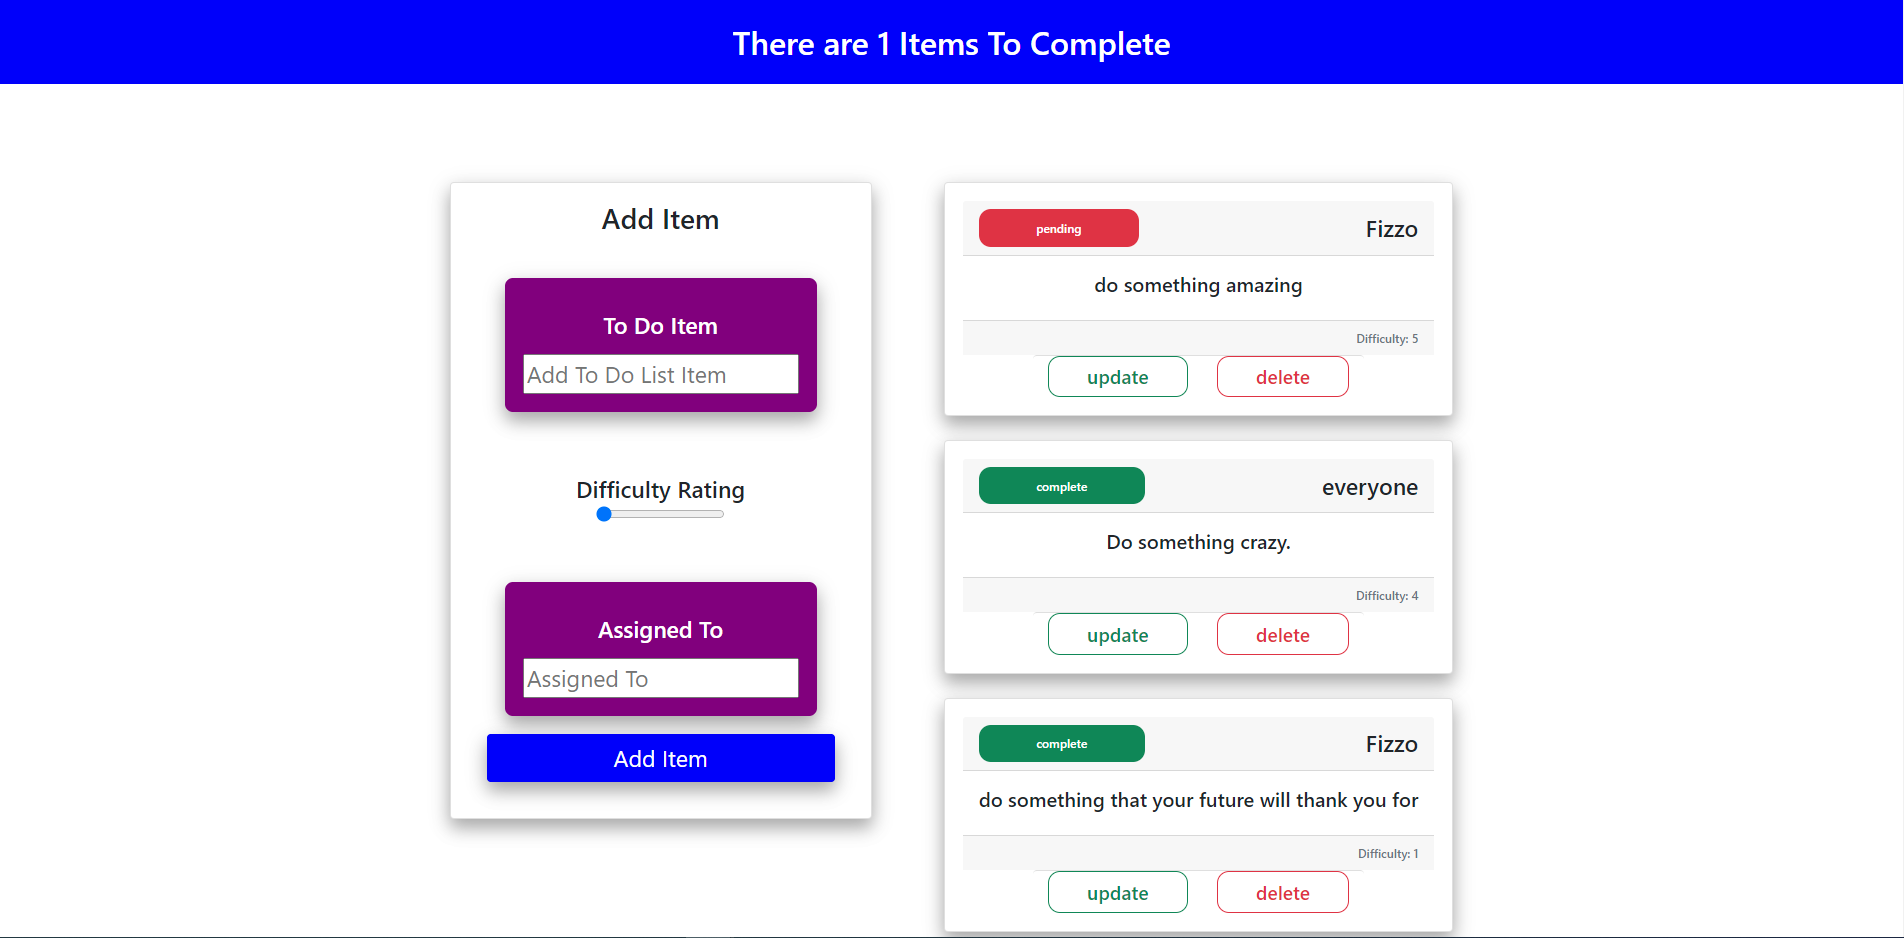 There are 1 Items To Complete
Add Item
To Do Item
Add To Do List Item
Difficulty Rating
Assigned To
Assigned To
Add Item
pending
Fizzo
do something amazing
Difficulty: 5
update
delete
complete
everyone
Do something crazy.
Difficulty: 4
update
delete
complete
Fizzo
do something that your future will thank you for
Difficulty: 1
update
delete